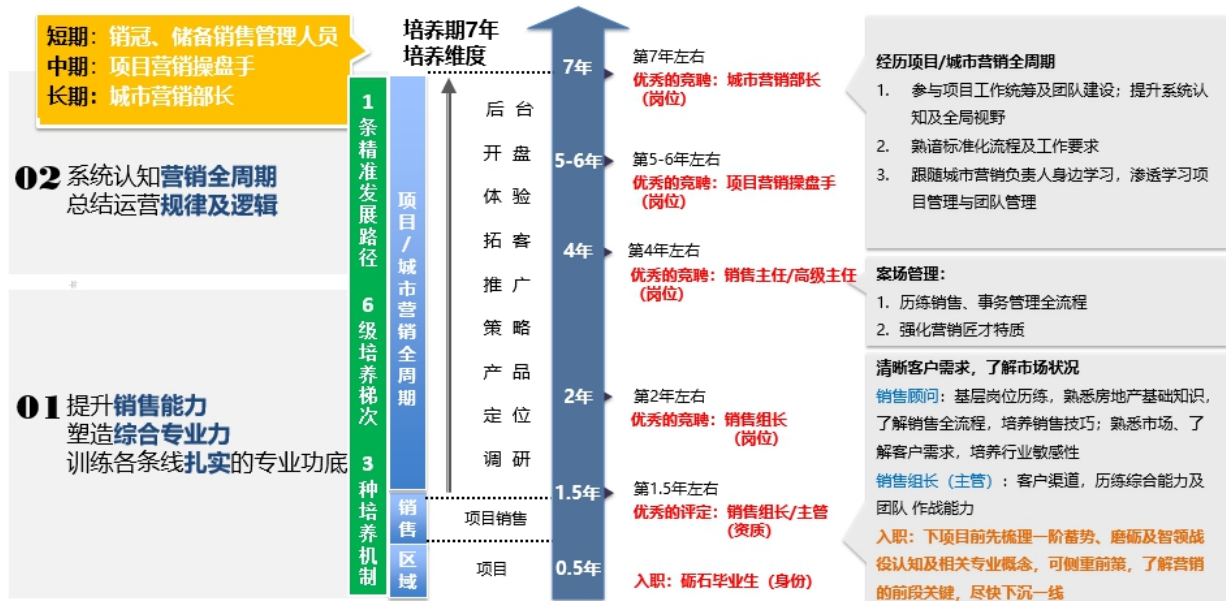 短期：销冠、储备销售管理人员
中期：项目营销操盘手
长期：城市营销部长
02 系统认知营销全周期
总结运营规律及逻辑
01 提升销售能力
塑造综合专业力
训练各条线扎实的专业功底
1条精准发展路径 6级培养梯次 3种培养机制
项目/城市营销全周期
销售
区域
培养期7年
培养维度
后台
开盘
体验
拓客
推广
策略
产品
定位
调研
项目销售
项目
7年
5-6年
4年
2年
1.5年
0.5年
第7年左右
优秀的竞聘：城市营销部长
（岗位）
第5-6年左右
优秀的竞聘：项目营销操盘手
（岗位）
第4年左右
优秀的竞聘：销售主任/高级主任
（岗位）
第2年左右
优秀的竞聘：销售组长
（岗位）
第1.5年左右
优秀的评定：销售组长/主管
（资质）
入职：砺石毕业生（身份）
经历项目/城市营销全周期
1. 参与项目工作统筹及团队建设；提升系统认
知及全局视野
2. 熟谙标准化流程及工作要求
3. 跟随城市营销负责人身边学习，渗透学习项
目管理与团队管理
案场管理：
1. 历练销售、事务管理全流程
2. 强化营销匠才特质
清晰客户需求，了解市场状况
销售顾问：基层岗位历练，熟悉房地产基础知识，
了解销售全流程，培养销售技巧；熟悉市场、了
解客户需求，培养行业敏感性
销售组长（主管）：客户渠道，历练综合能力及
团队 作战能力
入职：下项目前先梳理一阶蓄势、磨砺及智领战
役认知及相关专业概念，可侧重前策，了解营销
的前段关键，尽快下沉一线